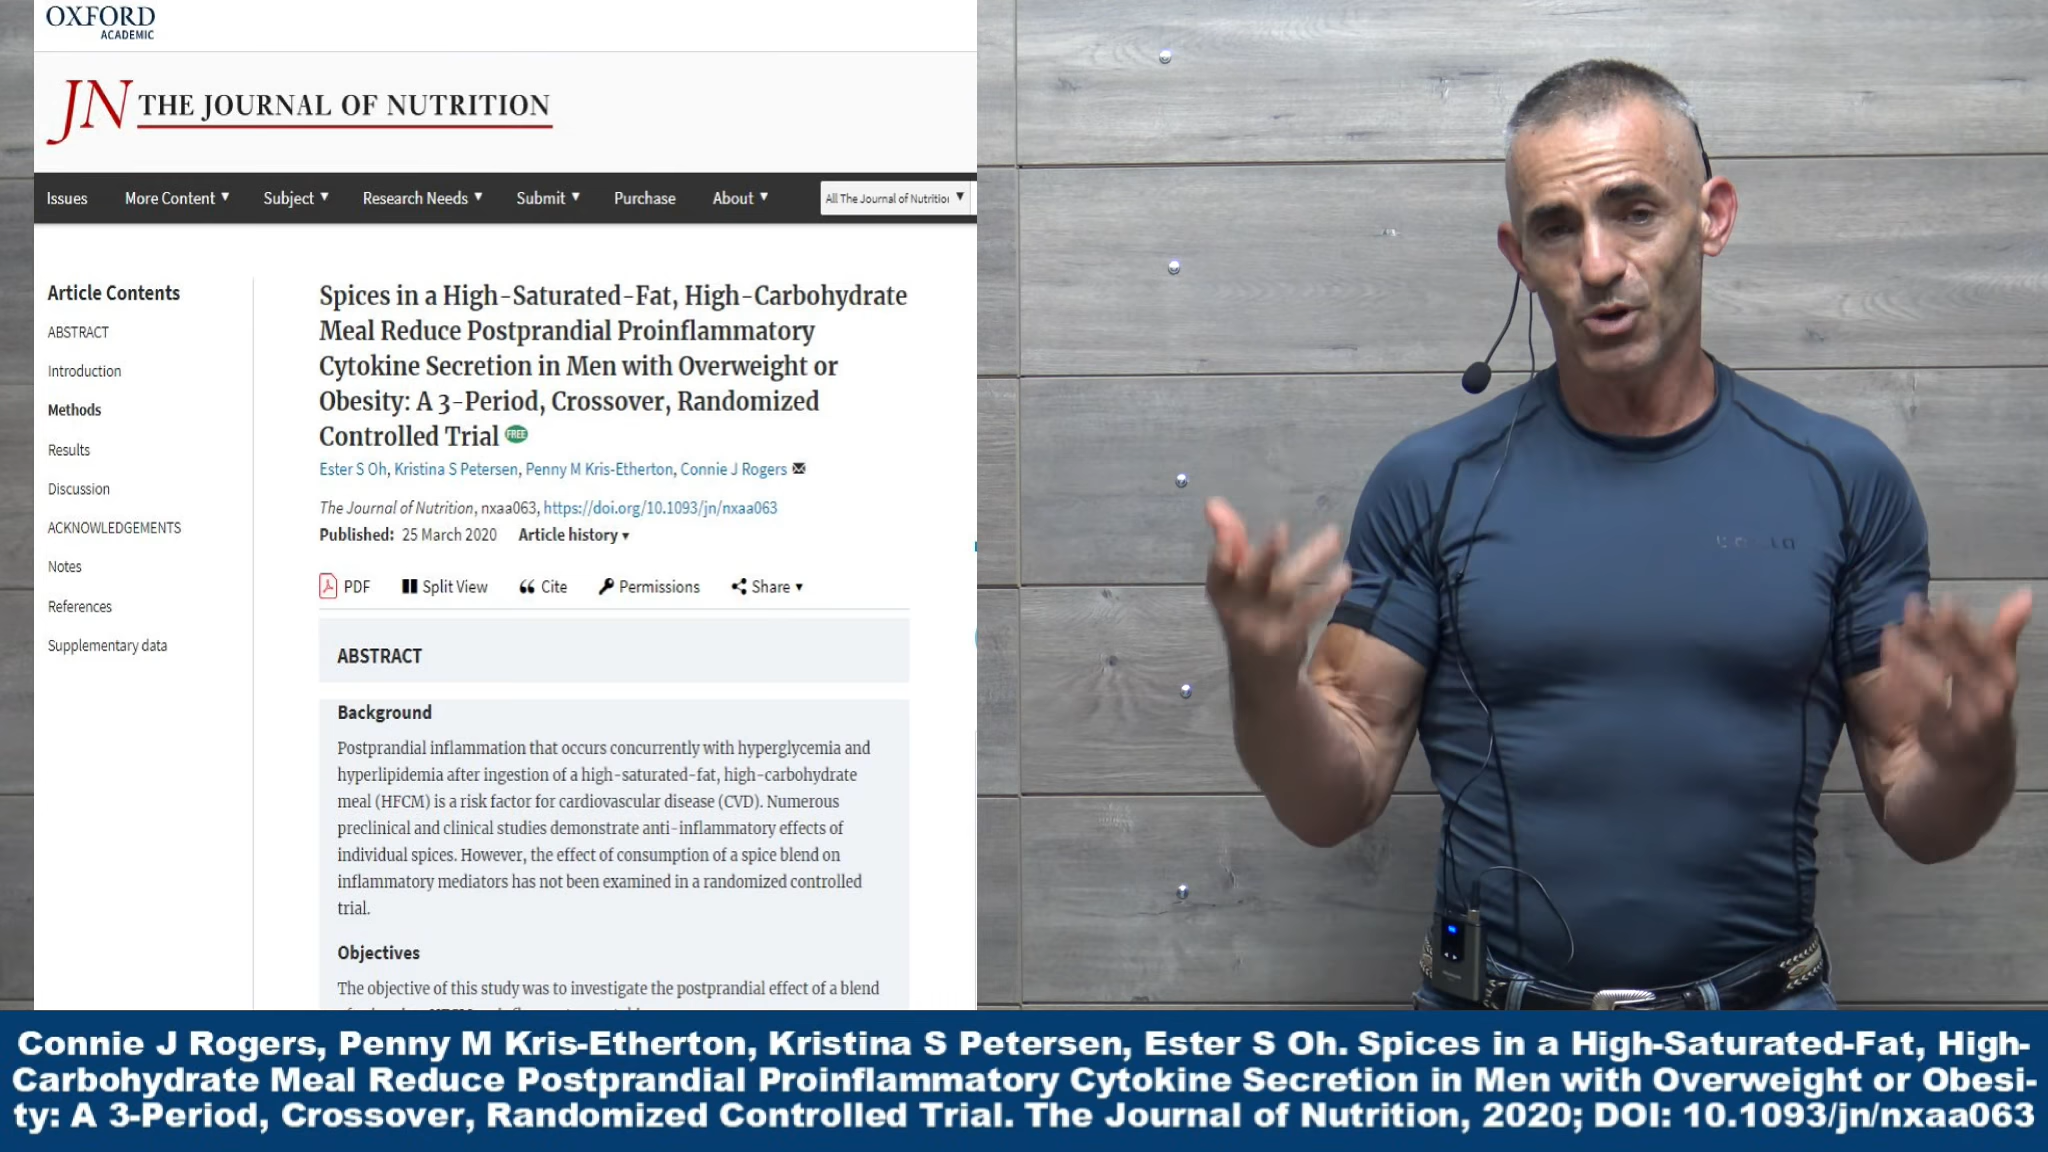 OXFORD
ACADEMIC
JN THE JOURNAL OF NUTRITION
Issues More Content ▼ Subject ▼ Research Needs ▼ Submit ▼ Purchase About ▼ All The Journal of Nutrition ▼
Article Contents
ABSTRACT
Introduction
Methods
Results
Discussion
ACKNOWLEDGEMENTS
Notes
References
Supplementary data
Spices in a High-Saturated-Fat, High-Carbohydrate
Meal Reduce Postprandial Proinflammatory
Cytokine Secretion in Men with Overweight or
Obesity: A 3-Period, Crossover, Randomized
Controlled Trial FREE
Ester S Oh, Kristina S Petersen, Penny M Kris-Etherton, Connie J Rogers
The Journal of Nutrition, nxaa063, https://doi.org/10.1093/jn/nxaa063
Published: 25 March 2020 Article history ▾
PDF Split View Cite Permissions Share ▾
ABSTRACT
Background
Postprandial inflammation that occurs concurrently with hyperglycemia and
hyperlipidemia after ingestion of a high-saturated-fat, high-carbohydrate
meal (HFCM) is a risk factor for cardiovascular disease (CVD). Numerous
preclinical and clinical studies demonstrate anti-inflammatory effects of
individual spices. However, the effect of consumption of a spice blend on
inflammatory mediators has not been examined in a randomized controlled
trial.
Objectives
The objective of this study was to investigate the postprandial effect of a blend
Connie J Rogers, Penny M Kris-Etherton, Kristina S Petersen, Ester S Oh. Spices in a High-Saturated-Fat, High-
Carbohydrate Meal Reduce Postprandial Proinflammatory Cytokine Secretion in Men with Overweight or Obesi-
ty: A 3-Period, Crossover, Randomized Controlled Trial. The Journal of Nutrition, 2020; DOI: 10.1093/jn/nxaa063